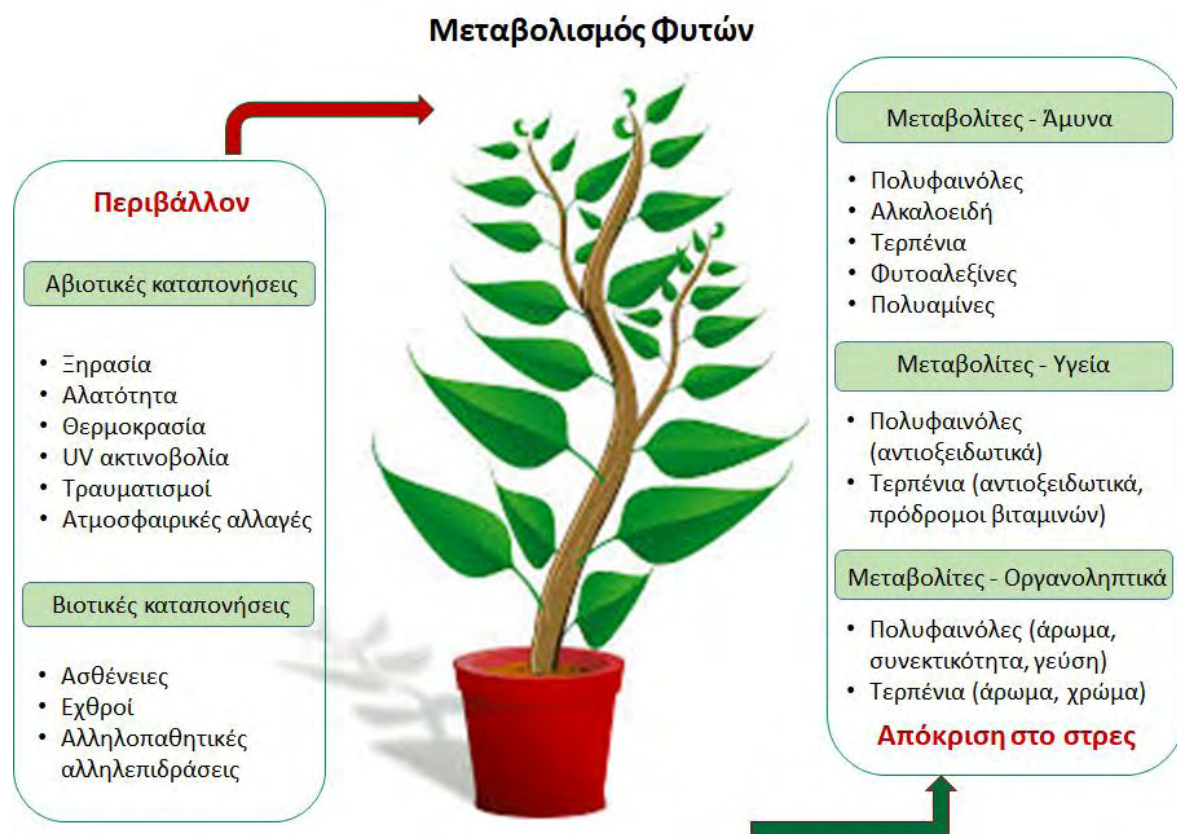 Μεταβολισμός Φυτών
Περιβάλλον
Αβιοτικές καταπονήσεις
• Ξηρασία
• Αλατότητα
• Θερμοκρασία
• UV ακτινοβολία
• Τραυματισμοί
• Ατμοσφαιρικές αλλαγές
Βιοτικές καταπονήσεις
• Ασθένειες
• Εχθροί
• Αλληλοπαθητικές
αλληλεπιδράσεις
Μεταβολίτες - Άμυνα
• Πολυφαινόλες
• Αλκαλοειδή
• Τερπένια
• Φυτοαλεξίνες
• Πολυαμίνες
Μεταβολίτες - Υγεία
• Πολυφαινόλες
(αντιοξειδωτικά)
• Τερπένια (αντιοξειδωτικά,
πρόδρομοι βιταμινών)
Μεταβολίτες - Οργανοληπτικά
• Πολυφαινόλες (άρωμα,
συνεκτικότητα, γεύση)
• Τερπένια (άρωμα, χρώμα)
Απόκριση στο στρες